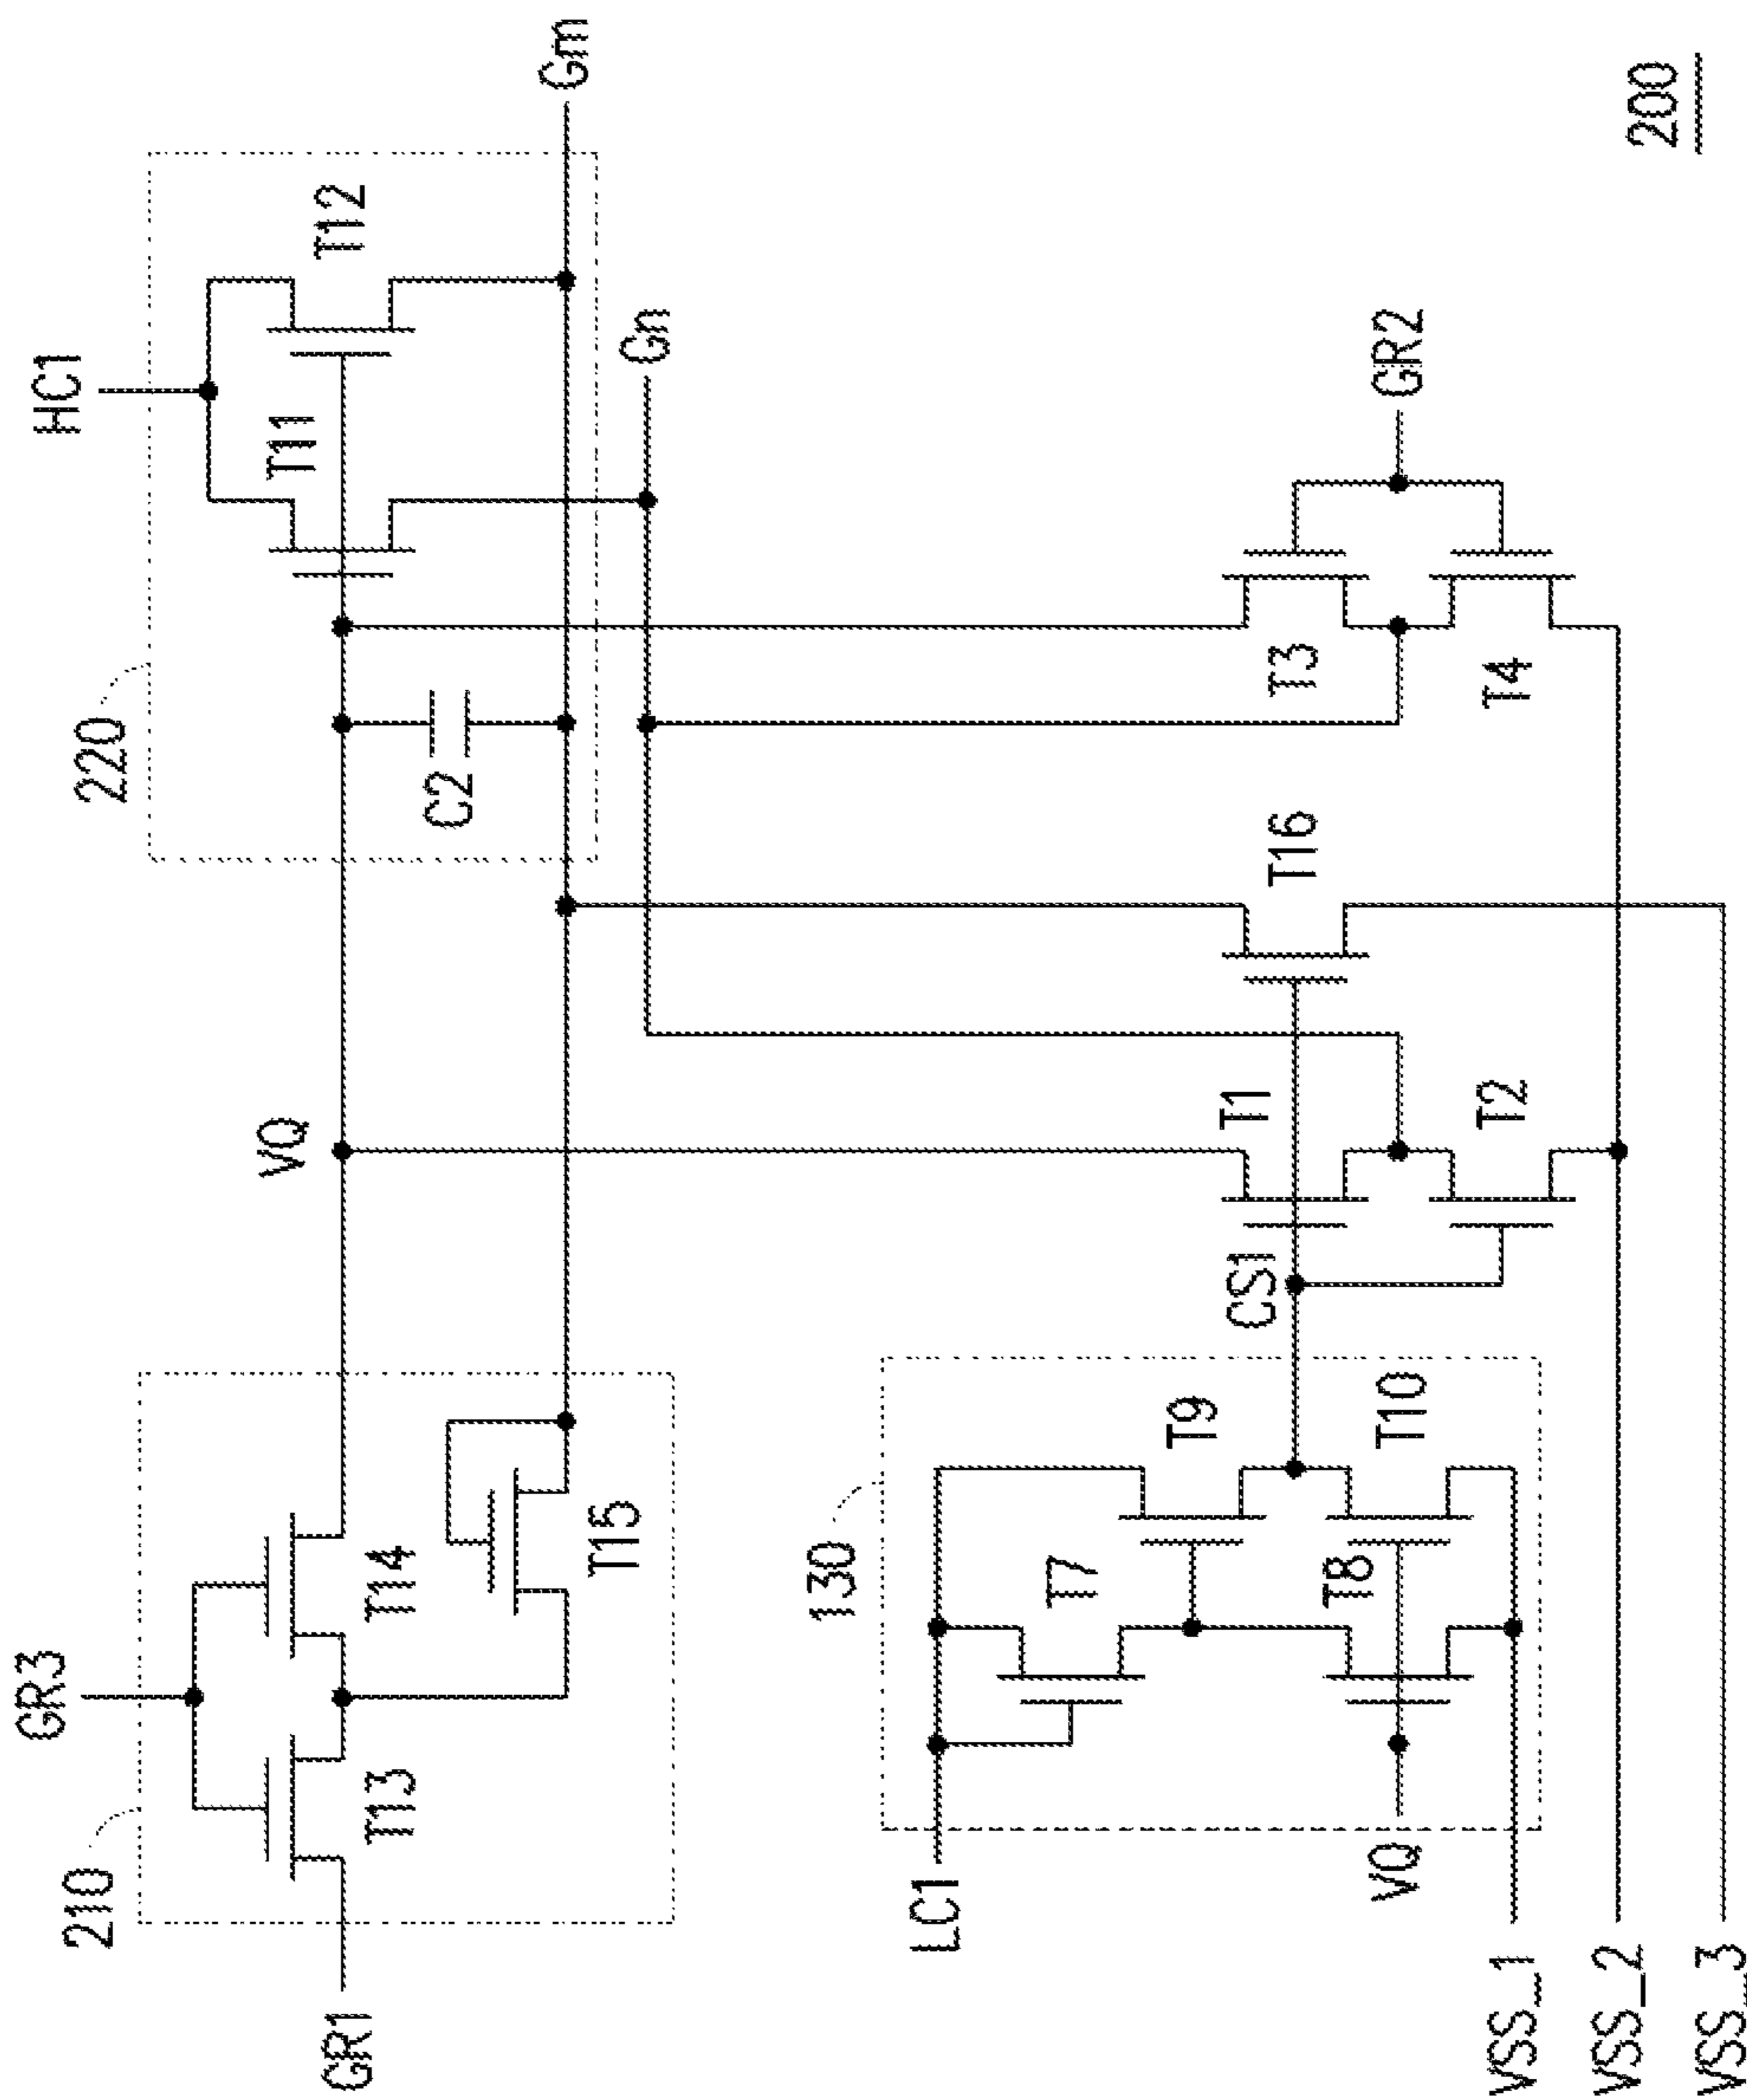 GR3
HC1
210
T13
T14
T15
GR1
VQ
220
T11
T12
C2
Gm
Gn
130
LC1
T7
T8
T9
T10
VQ
CS1
T1
T2
T16
T3
T4
GR2
VSS_1
VSS_2
VSS_3
200